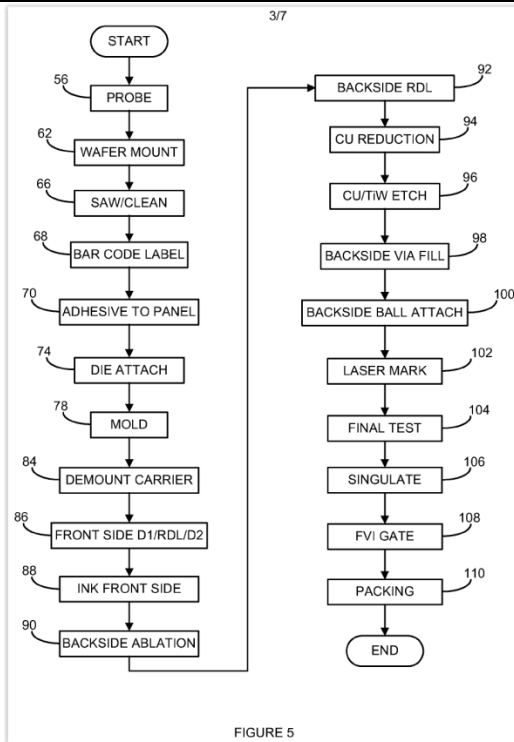 3/7
START
56
PROBE
62
WAFER MOUNT
66
SAW/CLEAN
68
BAR CODE LABEL
70
ADHESIVE TO PANEL
74
DIE ATTACH
78
MOLD
84
DEMOUNT CARRIER
86
FRONT SIDE D1/RDL/D2
88
INK FRONT SIDE
90
BACKSIDE ABLATION
92
BACKSIDE RDL
94
CU REDUCTION
96
CU/TiW ETCH
98
BACKSIDE VIA FILL
100
BACKSIDE BALL ATTACH
102
LASER MARK
104
FINAL TEST
106
SINGULATE
108
FVI GATE
110
PACKING
END
FIGURE 5